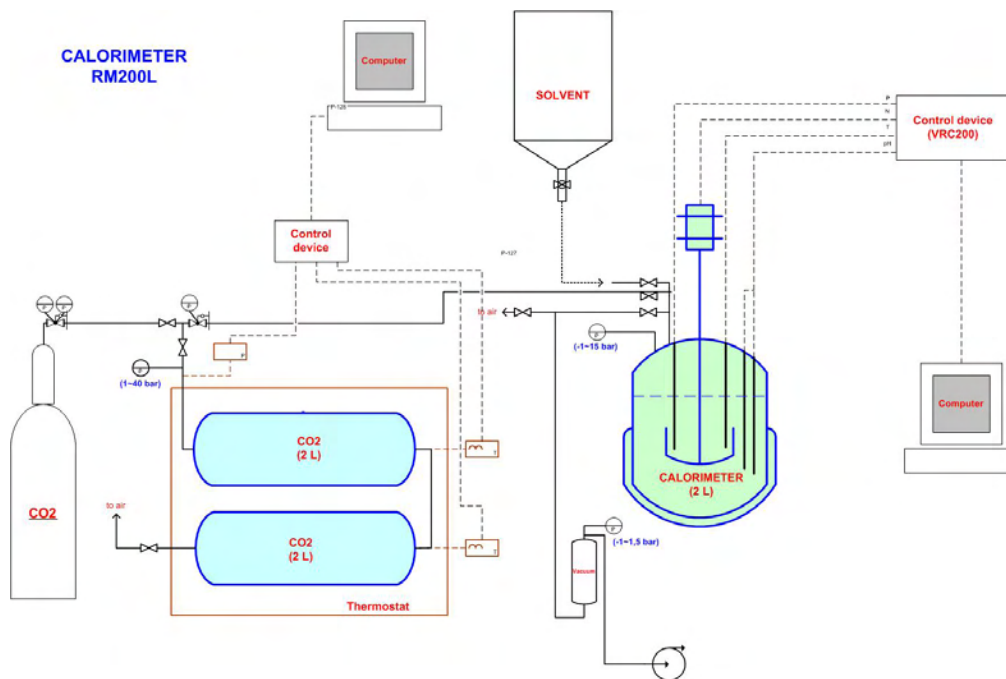 CALORIMETER
RM200L
Computer
P-128
SOLVENT
P
N
T
pH
Control device
(VRC200)
Control
device
P-127
P
P
P
to air
P
(-1~15 bar)
P
P
(1~40 bar)
CO2
(2 L)
T
Computer
CALORIMETER
(2 L)
CO2
to air
CO2
(2 L)
T
P
(-1~1,5 bar)
Vacuum
Thermostat